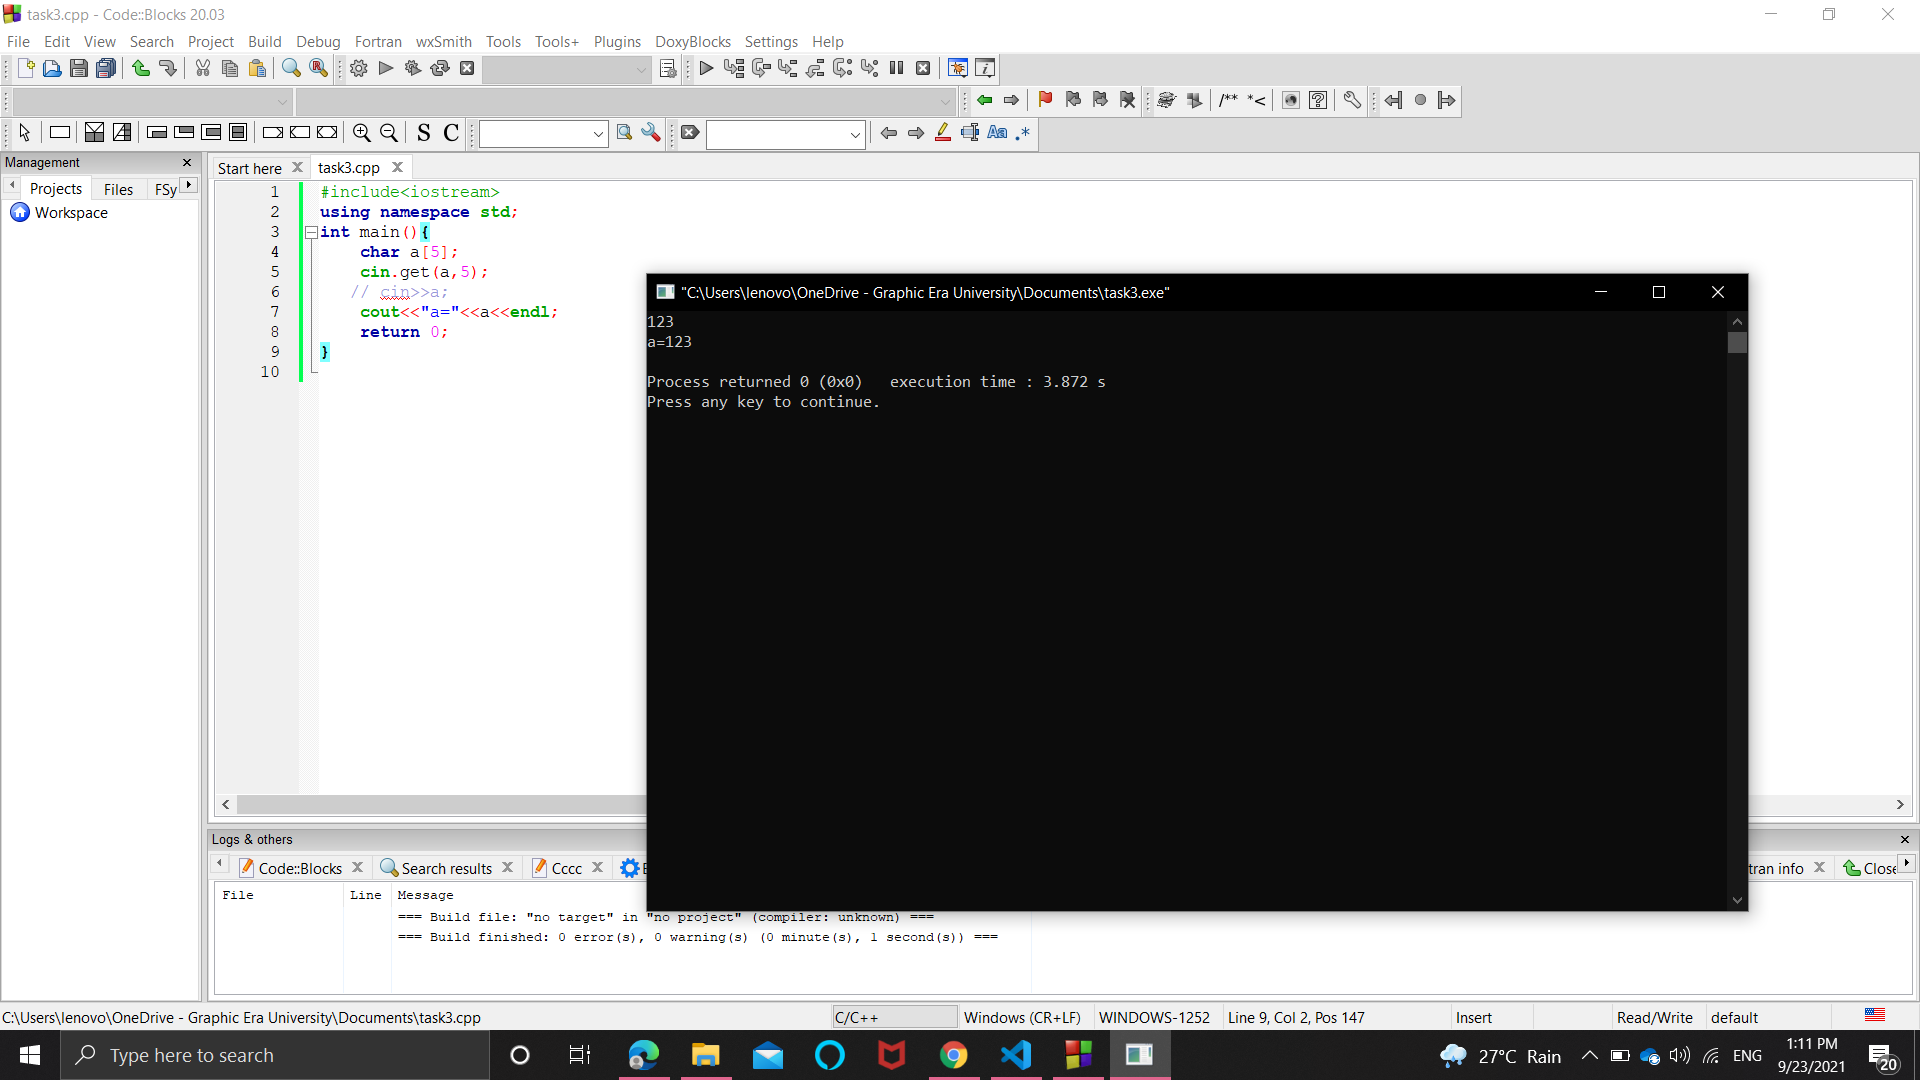 task3.cpp - Code::Blocks 20.03
File Edit View Search Project Build Debug Fortran wxSmith Tools Tools+ Plugins DoxyBlocks Settings Help
/** *<
S C
Aa .*
Management
Projects Files FSy
Workspace
Start here task3.cpp
1 #include<iostream>
2 using namespace std;
3 int main(){
4 char a[5];
5 cin.get(a,5);
6 // cin>>a;
7 cout<<"a="<<a<<endl;
8 return 0;
9 }
10
"C:\Users\lenovo\OneDrive - Graphic Era University\Documents\task3.exe"
123
a=123
Process returned 0 (0x0) execution time : 3.872 s
Press any key to continue.
Logs & others
Code::Blocks Search results Cccc tran info Close
File Line Message
=== Build file: "no target" in "no project" (compiler: unknown) ===
=== Build finished: 0 error(s), 0 warning(s) (0 minute(s), 1 second(s)) ===
C:\Users\lenovo\OneDrive - Graphic Era University\Documents\task3.cpp C/C++ Windows (CR+LF) WINDOWS-1252 Line 9, Col 2, Pos 147 Insert Read/Write default
Type here to search
27°C Rain
ENG
1:11 PM
9/23/2021
20